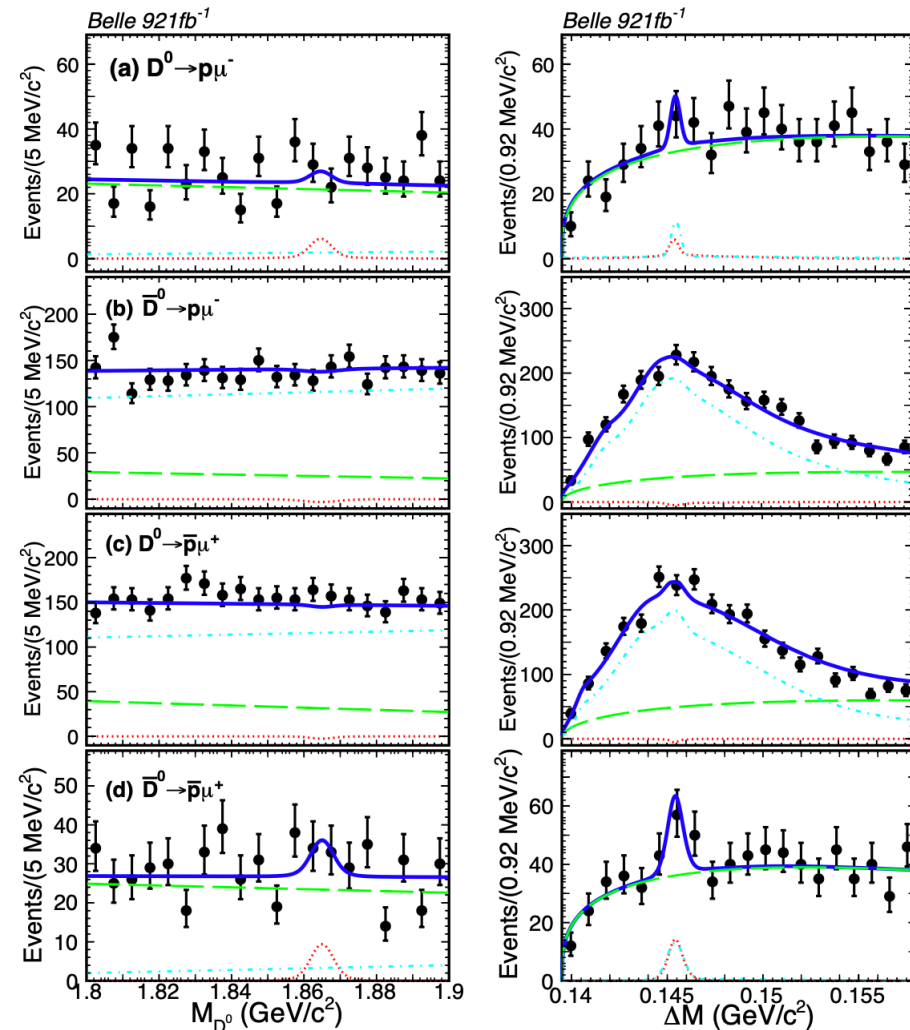 Belle 921fb⁻¹
Events/(5 MeV/c²)
60
40
20
0
(a) D⁰→pμ⁻
Events/(5 MeV/c²)
200
150
100
50
0
(b) D̅⁰→pμ⁻
Events/(5 MeV/c²)
200
150
100
50
0
(c) D⁰→p̅μ⁺
Events/(5 MeV/c²)
50
40
30
20
10
0
(d) D̅⁰→p̅μ⁺
1.8 1.82 1.84 1.86 1.88 1.9
M_D⁰ (GeV/c²)
Belle 921fb⁻¹
Events/(0.92 MeV/c²)
60
40
20
0
Events/(0.92 MeV/c²)
300
200
100
0
Events/(0.92 MeV/c²)
300
200
100
0
Events/(0.92 MeV/c²)
80
60
40
20
0
0.14 0.145 0.15 0.155
ΔM (GeV/c²)